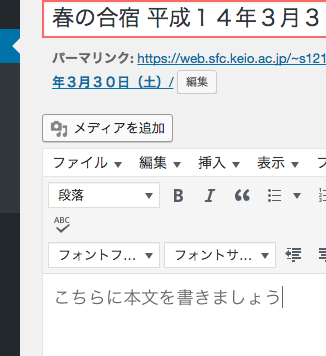 春の合宿 平成１４年３月３
パーマリンク: https://web.sfc.keio.ac.jp/~s121
年３月３０日（土）/ 編集
メディアを追加
ファイル 編集 挿入 表示
段落 B I
ABC
フォントフ... フォントサ...
こちらに本文を書きましょう